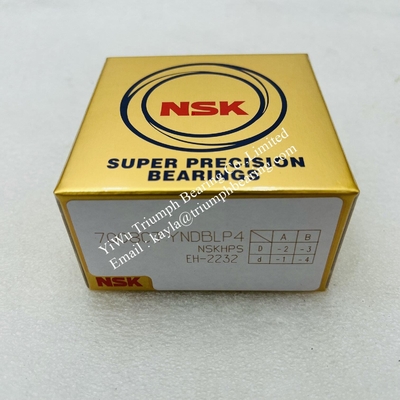 NSK
SUPER PRECISION
BEARINGS
YiWu Triumph Bearing Co. Limited
Email : kayla@triumphbearing.com
YNDBLP4
NSKHPS
EH-2232
A B
D -2 -3
d -1 -4
NSK